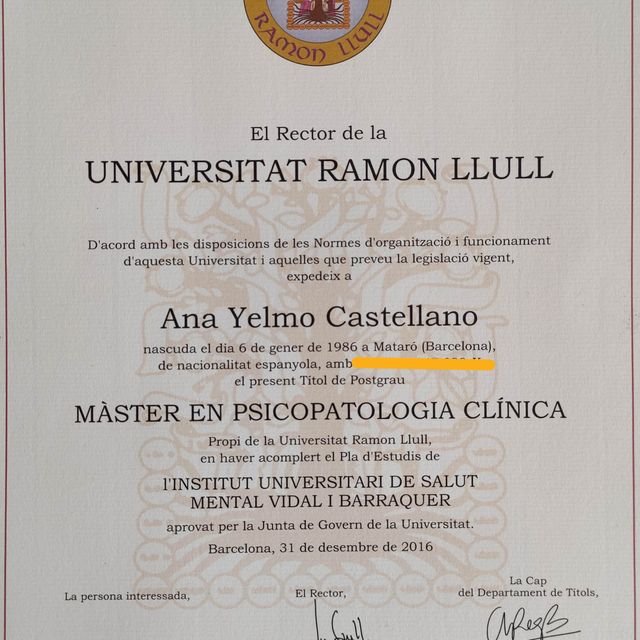 RAMON LLULL
El Rector de la
UNIVERSITAT RAMON LLULL
D'acord amb les disposicions de les Normes d'organització i funcionament
d'aquesta Universitat i aquelles que preveu la legislació vigent,
expedeix a
Ana Yelmo Castellano
nascuda el dia 6 de gener de 1986 a Mataró (Barcelona),
de nacionalitat espanyola, amb
el present Títol de Postgrau
MÀSTER EN PSICOPATOLOGIA CLÍNICA
Propi de la Universitat Ramon Llull,
en haver acomplert el Pla d'Estudis de
l'INSTITUT UNIVERSITARI DE SALUT
MENTAL VIDAL I BARRAQUER
aprovat per la Junta de Govern de la Universitat.
Barcelona, 31 de desembre de 2016
La persona interessada,
El Rector,
La Cap
del Departament de Títols,